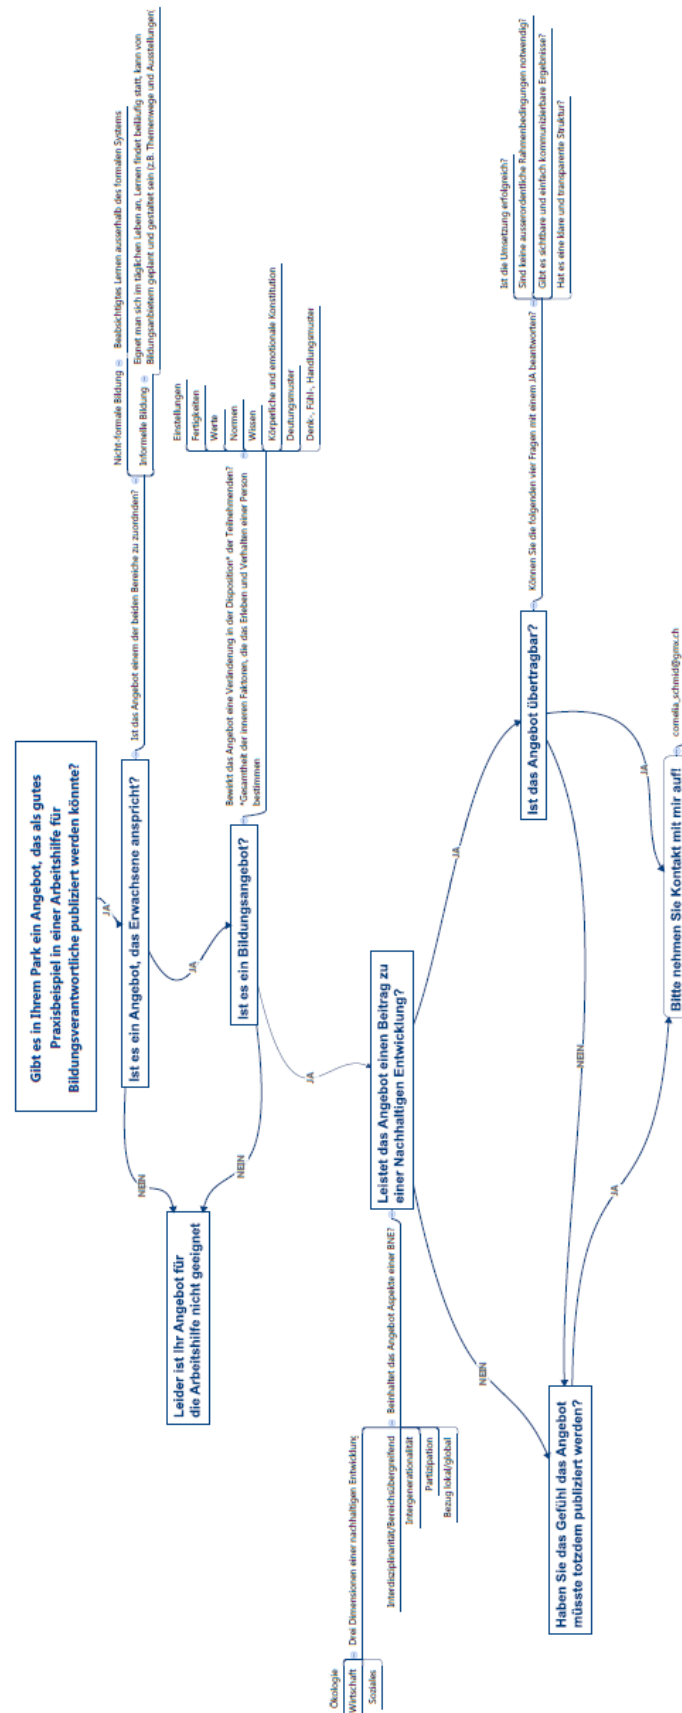 Gibt es in Ihrem Park ein Angebot, das als gutes
Praxisbeispiel in einer Arbeitshilfe für
Bildungsverantwortliche publiziert werden könnte?
JA
Ist es ein Angebot, das Erwachsene anspricht?
Ist das Angebot einem der beiden Bereiche zu zuordnden?
Nicht-formale Bildung
Beabsichtigtes Lernen ausserhalb des formalen Systems
Informelle Bildung
Eignet man sich im täglichen Leben an, Lernen findet beiläufig statt, kann von
Bildungsanbietern geplant und gestaltet sein (z.B. Themenwege und Ausstellungen(
NEIN
JA
Leider ist Ihr Angebot für
die Arbeitshilfe nicht geeignet
NEIN
Ist es ein Bildungsangebot?
Bewirkt das Angebot eine Veränderung in der Disposition* der Teilnehmenden?
*Gesamtheit der inneren Faktoren, die das Erleben und Verhalten einer Person
bestimmen
Einstellungen
Fertigkeiten
Werte
Normen
Wissen
Körperliche und emotionale Konstitution
Deutungsmuster
Denk-, Fühl-, Handlungsmuster
JA
Leistet das Angebot einen Beitrag zu
einer Nachhaltigen Entwicklung?
Beinhaltet das Angebot Aspekte einer BNE?
Drei Dimensionen einer nachhaltigen Entwicklung
Ökologie
Wirtschaft
Soziales
Interdisziplinarität/Bereichsübergreifend
Intergenerationalität
Partizipation
Bezug lokal/global
JA
NEIN
Ist das Angebot übertragbar?
Können Sie die folgenden vier Fragen mit einem JA beantworten?
Ist die Umsetzung erfolgreich?
Sind keine ausserordentliche Rahmenbedingungen notwendig?
Gibt es sichtbare und einfach kommunizierbare Ergebnisse?
Hat es eine klare und transparente Struktur?
NEIN
JA
Haben Sie das Gefühl das Angebot
müsste totzdem publiziert werden?
JA
Bitte nehmen Sie Kontakt mit mir auf!
cornelia_schmid@gmx.ch